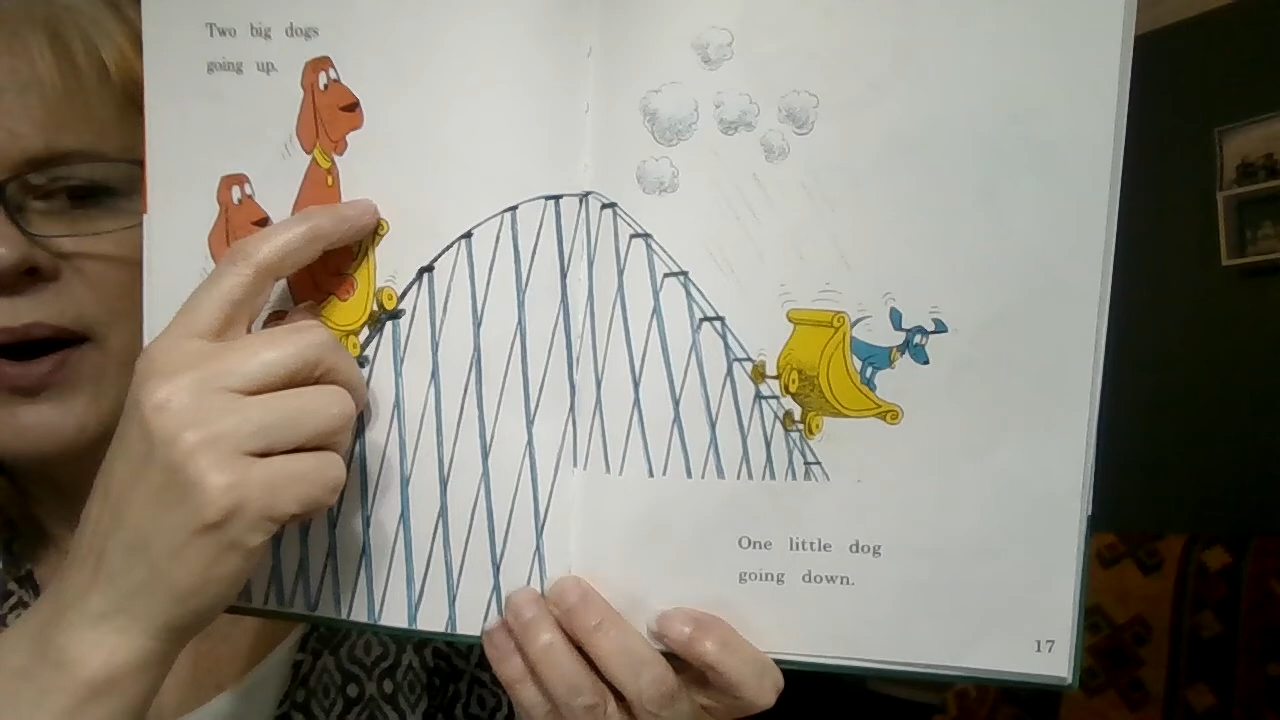 Two big dogs
going up.
One little dog
going down.
17